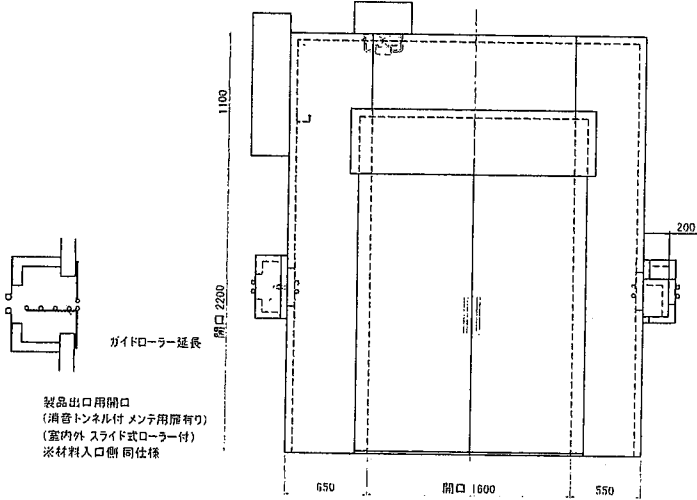 1100
200
開口 2200
ガイドローラー延長
製品出口用開口
(消音トンネル付 メンテ用扉有り)
(室内外 スライド式ローラー付)
※材料入口側 同仕様
650
開口 1600
550